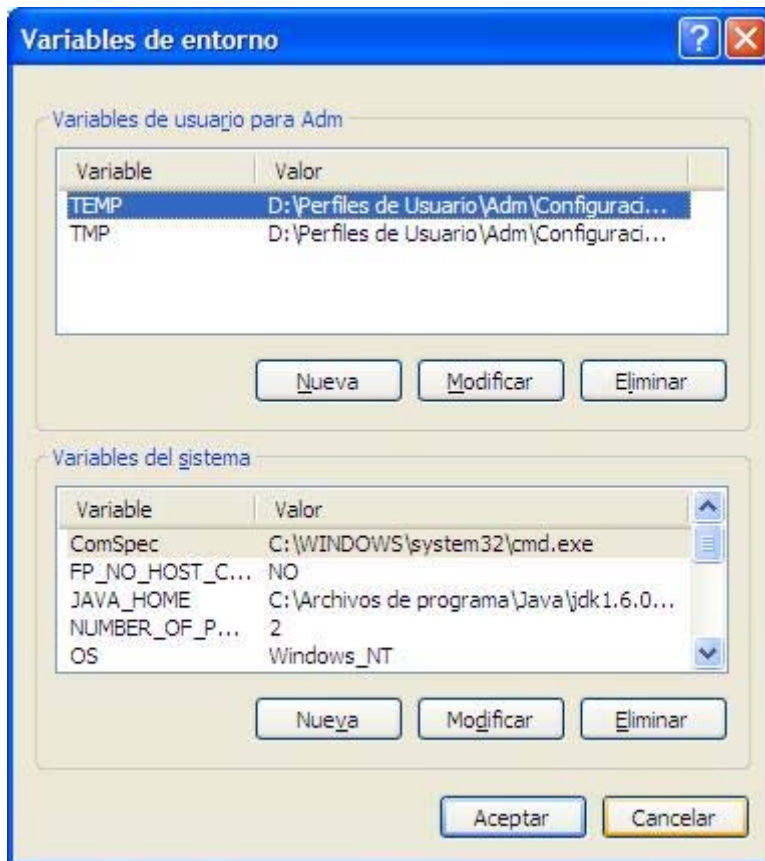 Variables de entorno
Variables de usuario para Adm
Variable Valor
TEMP D:\Perfiles de Usuario\Adm\Configuraci...
TMP D:\Perfiles de Usuario\Adm\Configuraci...
Nueva Modificar Eliminar
Variables del sistema
Variable Valor
ComSpec C:\WINDOWS\system32\cmd.exe
FP_NO_HOST_C... NO
JAVA_HOME C:\Archivos de programa\Java\jdk1.6.0...
NUMBER_OF_P... 2
OS Windows_NT
Nueva Modificar Eliminar
Aceptar Cancelar